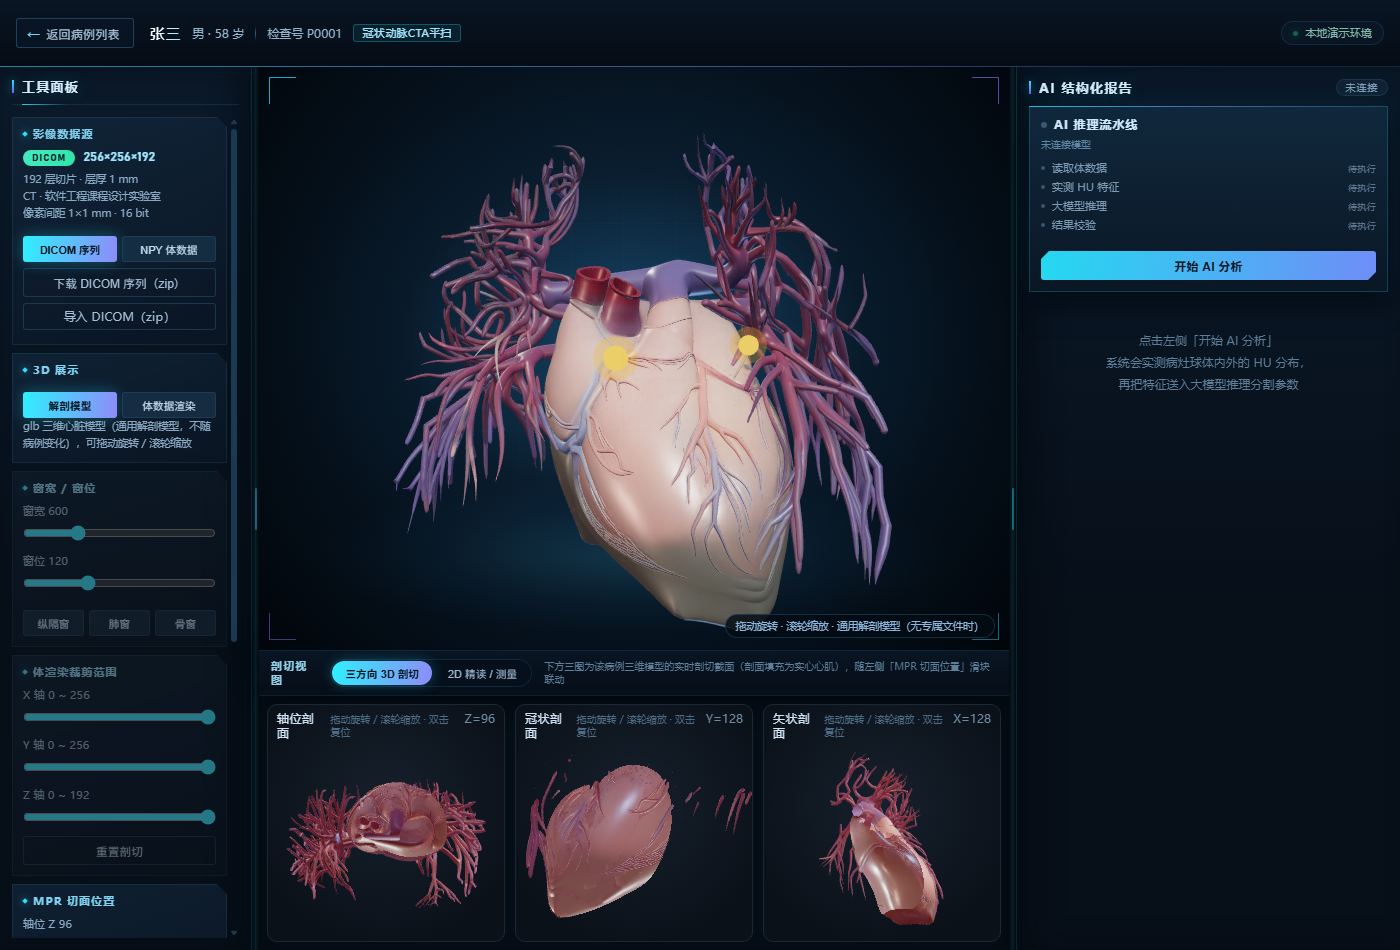 ← 返回病例列表
张三 男 · 58 岁 检查号 P0001 冠状动脉CTA平扫
本地演示环境
工具面板
影像数据源
DICOM 256×256×192
192 层切片 · 层厚 1 mm
CT · 软件工程课程设计实验室
像素间距 1×1 mm · 16 bit
DICOM 序列 NPY 体数据
下载 DICOM 序列（zip）
导入 DICOM（zip）
3D 展示
解剖模型 体数据渲染
glb 三维心脏模型（通用解剖模型，不随
病例变化），可拖动旋转 / 滚轮缩放
窗宽 / 窗位
窗宽 600
窗位 120
纵隔窗 肺窗 骨窗
体渲染裁剪范围
X 轴 0 ~ 256
Y 轴 0 ~ 256
Z 轴 0 ~ 192
重置剖切
MPR 切面位置
轴位 Z 96
拖动旋转 · 滚轮缩放 · 通用解剖模型（无专属文件时）
剖切视
图
三方向 3D 剖切 2D 精读 / 测量
下方三图为该病例三维模型的实时剖切截面（剖面填充为实心心肌），随左侧「MPR 切面位置」滑块
联动
轴位剖
面
拖动旋转 / 滚轮缩放 · 双击
复位
Z=96
冠状剖
面
拖动旋转 / 滚轮缩放 · 双击
复位
Y=128
矢状剖
面
拖动旋转 / 滚轮缩放 · 双击
复位
X=128
AI 结构化报告 未连接
AI 推理流水线
未连接模型
读取体数据 待执行
实测 HU 特征 待执行
大模型推理 待执行
结果校验 待执行
开始 AI 分析
点击左侧「开始 AI 分析」
系统会实测病灶球体内外的 HU 分布，
再把特征送入大模型推理分割参数